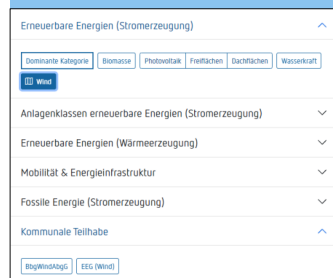 Erneuerbare Energien (Stromerzeugung)
Dominante Kategorie Biomasse Photovoltaik Freiflächen Dachflächen Wasserkraft
Wind
Anlagenklassen erneuerbare Energien (Stromerzeugung)
Erneuerbare Energien (Wärmeerzeugung)
Mobilität & Energieinfrastruktur
Fossile Energie (Stromerzeugung)
Kommunale Teilhabe
BbgWindAbgG EEG (Wind)